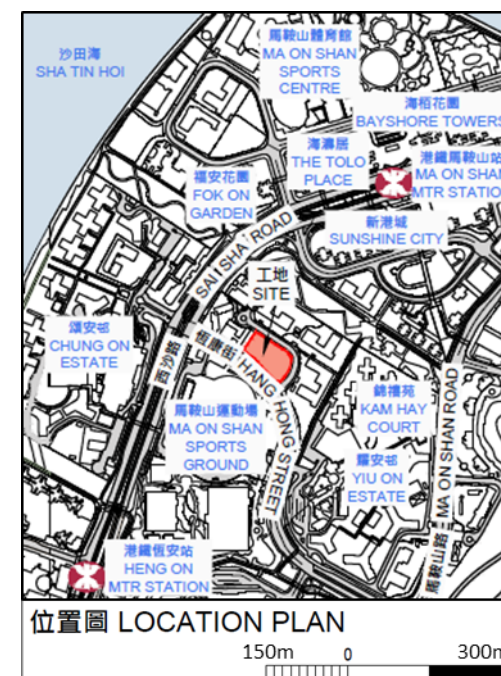 沙田海
SHA TIN HOI
馬鞍山體育館
MA ON SHAN
SPORTS
CENTRE
海栢花園
BAYSHORE TOWERS
海濤居
THE TOLO
PLACE
港鐵馬鞍山站
MA ON SHAN
MTR STATION
福安花園
FOK ON
GARDEN
新港城
SUNSHINE CITY
SAI SHA ROAD
西沙路
工地
SITE
頌安邨
CHUNG ON
ESTATE
恆康街 HANG HONG STREET
馬鞍山運動場
MA ON SHAN
SPORTS
GROUND
錦禧苑
KAM HAY
COURT
耀安邨
YIU ON
ESTATE
馬鞍山路 MA ON SHAN ROAD
港鐵恆安站
HENG ON
MTR STATION
位置圖 LOCATION PLAN
150m 0 300m